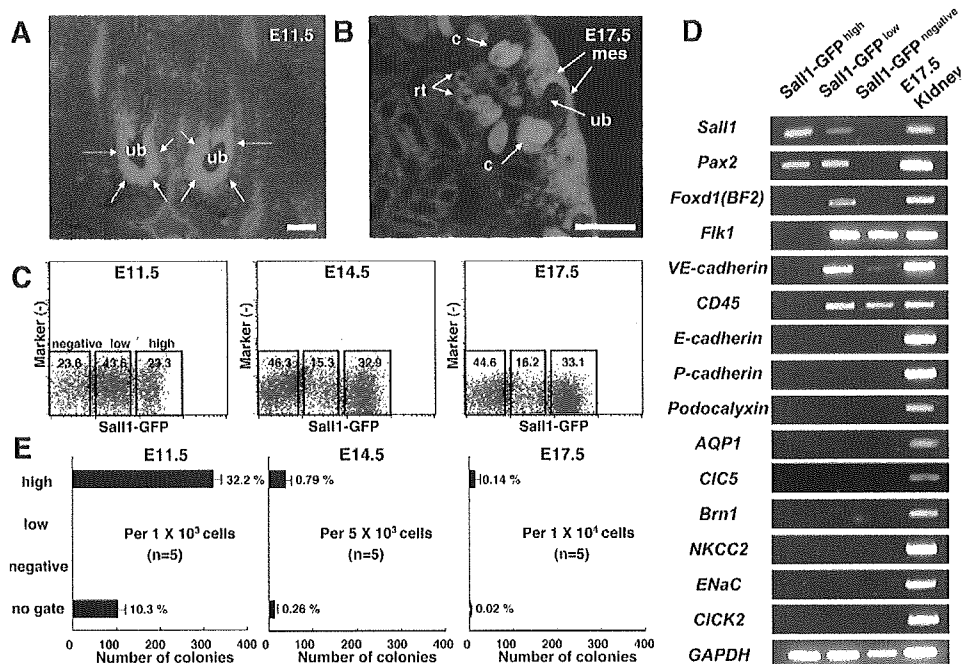 A
E11.5
ub
ub
B
E17.5
c
mes
rt
ub
c
C
E11.5
E14.5
E17.5
Marker (-)
negative low high
23.3
Sall1-GFP
Marker (-)
46.3 15.3 32.9
Sall1-GFP
Marker (-)
44.6 16.2 33.1
Sall1-GFP
D
Sall1-GFP high
Sall1-GFP low
Sall1-GFP negative
E17.5 Kidney
Sall1
Pax2
Foxd1(BF2)
Flk1
VE-cadherin
CD45
E-cadherin
P-cadherin
Podocalyxin
AQP1
ClC5
Brn1
NKCC2
ENaC
ClCK2
GAPDH
E
E11.5
E14.5
E17.5
high
low
negative
no gate
32.2 %
Per 1 X 10³ cells
(n=5)
10.3 %
0 100 200 300 400
Number of colonies
0.79 %
Per 5 X 10³ cells
(n=5)
0.26 %
0 100 200 300 400
Number of colonies
0.14 %
Per 1 X 10⁴ cells
(n=5)
0.02 %
0 100 200 300 400
Number of colonies